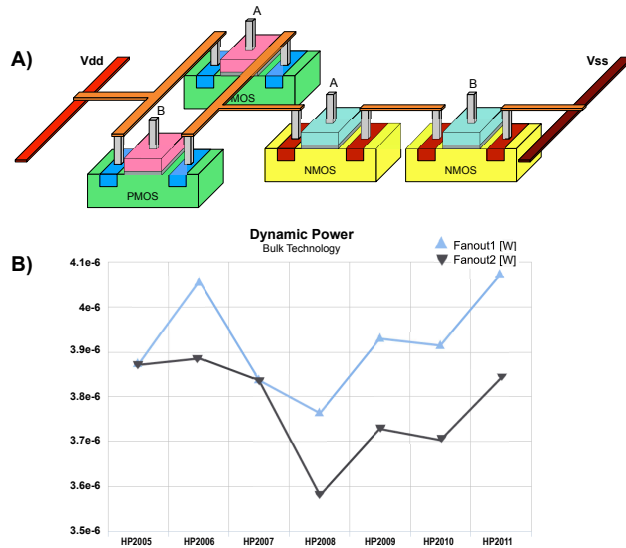 A)
Vdd
A
MOS
B
PMOS
A
NMOS
B
NMOS
Vss
B)
Dynamic Power
Bulk Technology
Fanout1 [W]
Fanout2 [W]
4.1e-6
4e-6
3.9e-6
3.8e-6
3.7e-6
3.6e-6
3.5e-6
HP2005 HP2006 HP2007 HP2008 HP2009 HP2010 HP2011